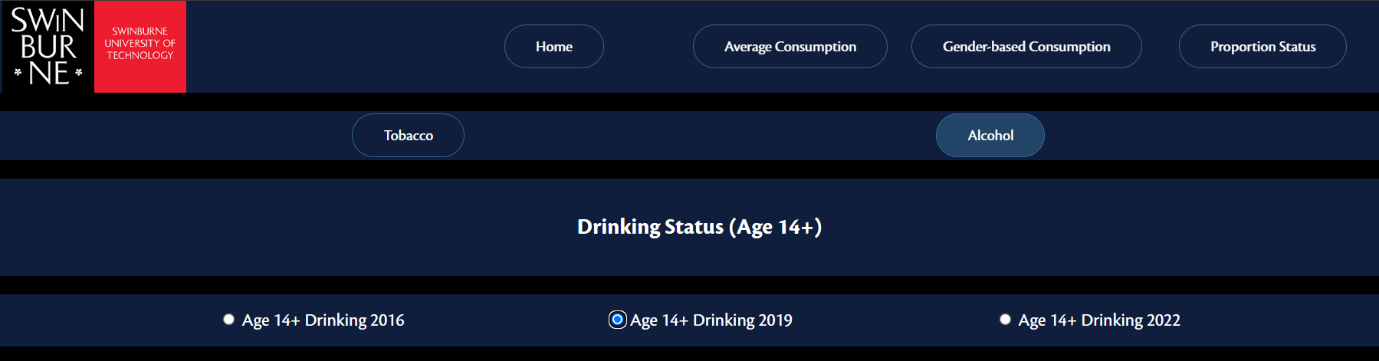 SWIN
BUR
NE
SWINBURNE
UNIVERSITY OF
TECHNOLOGY
Home
Average Consumption
Gender-based Consumption
Proportion Status
Tobacco
Alcohol
Drinking Status (Age 14+)
Age 14+ Drinking 2016
Age 14+ Drinking 2019
Age 14+ Drinking 2022